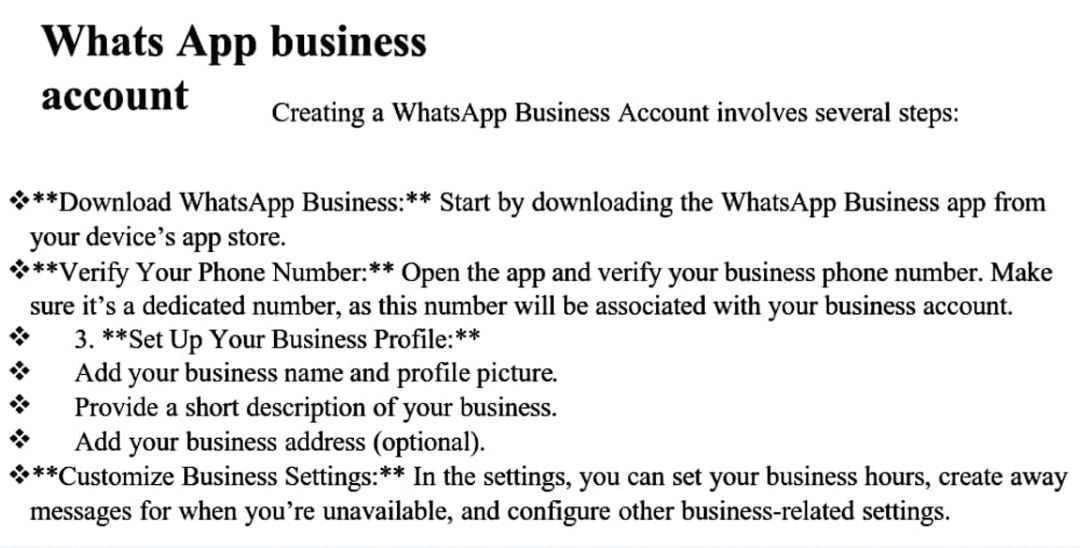 Whats App business
account
Creating a WhatsApp Business Account involves several steps:
❖**Download WhatsApp Business:** Start by downloading the WhatsApp Business app from
your device’s app store.
❖**Verify Your Phone Number:** Open the app and verify your business phone number. Make
sure it’s a dedicated number, as this number will be associated with your business account.
❖ 3. **Set Up Your Business Profile:**
❖ Add your business name and profile picture.
❖ Provide a short description of your business.
❖ Add your business address (optional).
❖**Customize Business Settings:** In the settings, you can set your business hours, create away
messages for when you’re unavailable, and configure other business-related settings.